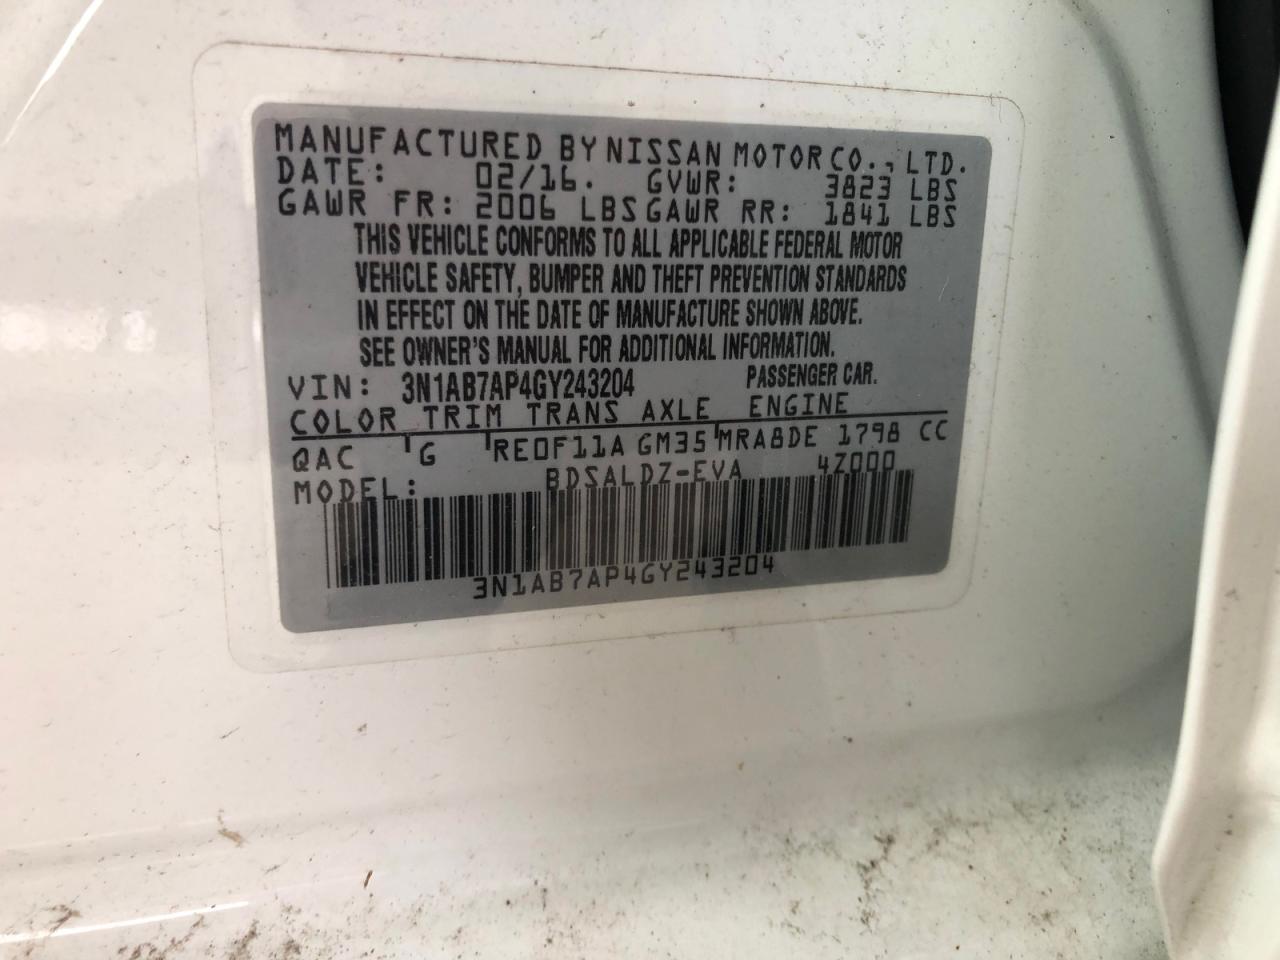 MANUFACTURED BY NISSAN MOTOR CO., LTD.
DATE: 02/16. GVWR: 3823 LBS
GAWR FR: 2006 LBS GAWR RR: 1841 LBS
THIS VEHICLE CONFORMS TO ALL APPLICABLE FEDERAL MOTOR
VEHICLE SAFETY, BUMPER AND THEFT PREVENTION STANDARDS
IN EFFECT ON THE DATE OF MANUFACTURE SHOWN ABOVE.
SEE OWNER'S MANUAL FOR ADDITIONAL INFORMATION.
VIN: 3N1AB7AP4GY243204 PASSENGER CAR.
COLOR TRIM TRANS AXLE ENGINE
QAC G RE0F11A GM35 MRA8DE 1798 CC
MODEL: BDSALDZ-EVA 4Z000
3N1AB7AP4GY243204